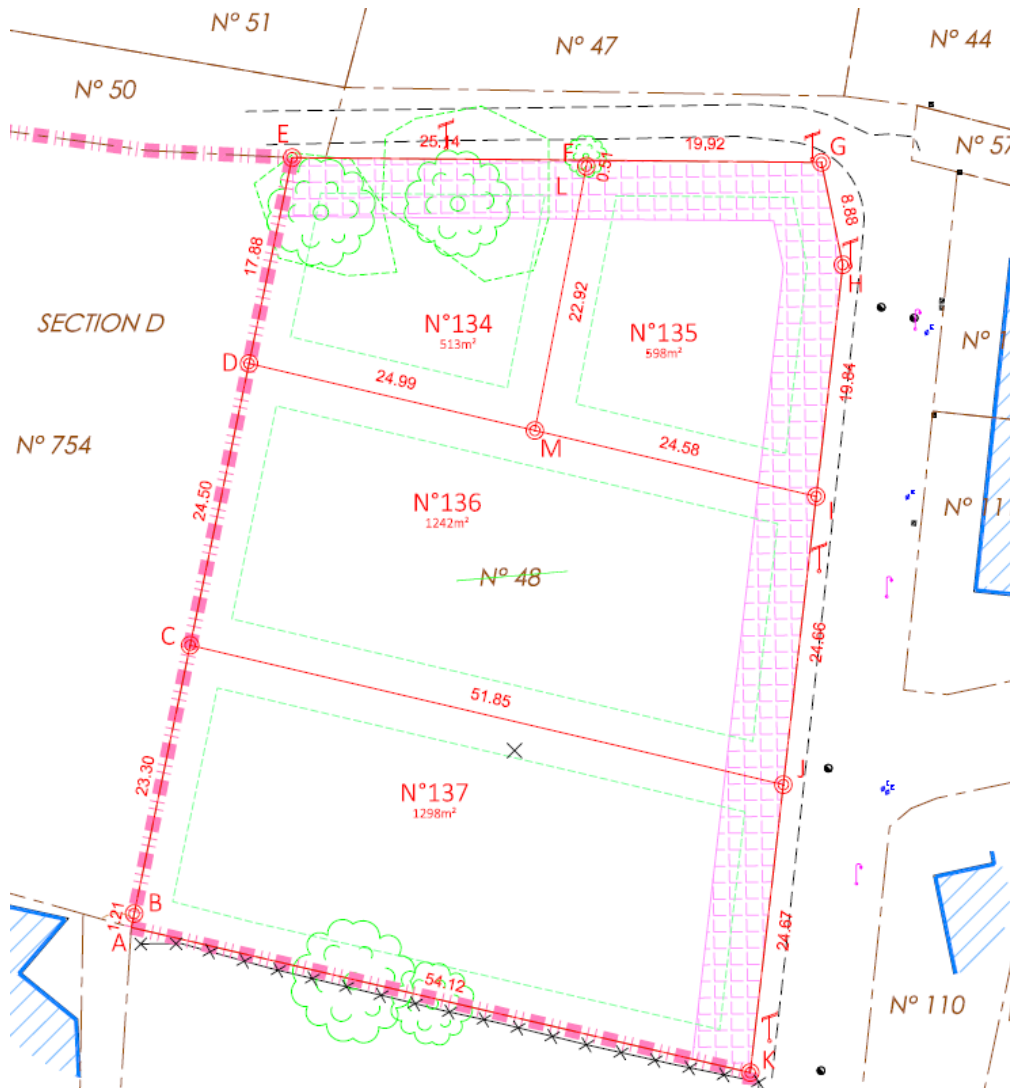 N° 51
N° 47
N° 44
N° 50
E
25.14
F
19,92
G
N° 57
L
0.51
8.88
17.88
H
22.92
SECTION D
N°134
513m²
N°135
598m²
19.84
D
24.99
M
24.58
N° 754
I
24.50
N°136
1242m²
N° 48
C
24.66
51.85
J
23.30
N°137
1298m²
B
1.21
A
24.67
54.12
N° 110
K